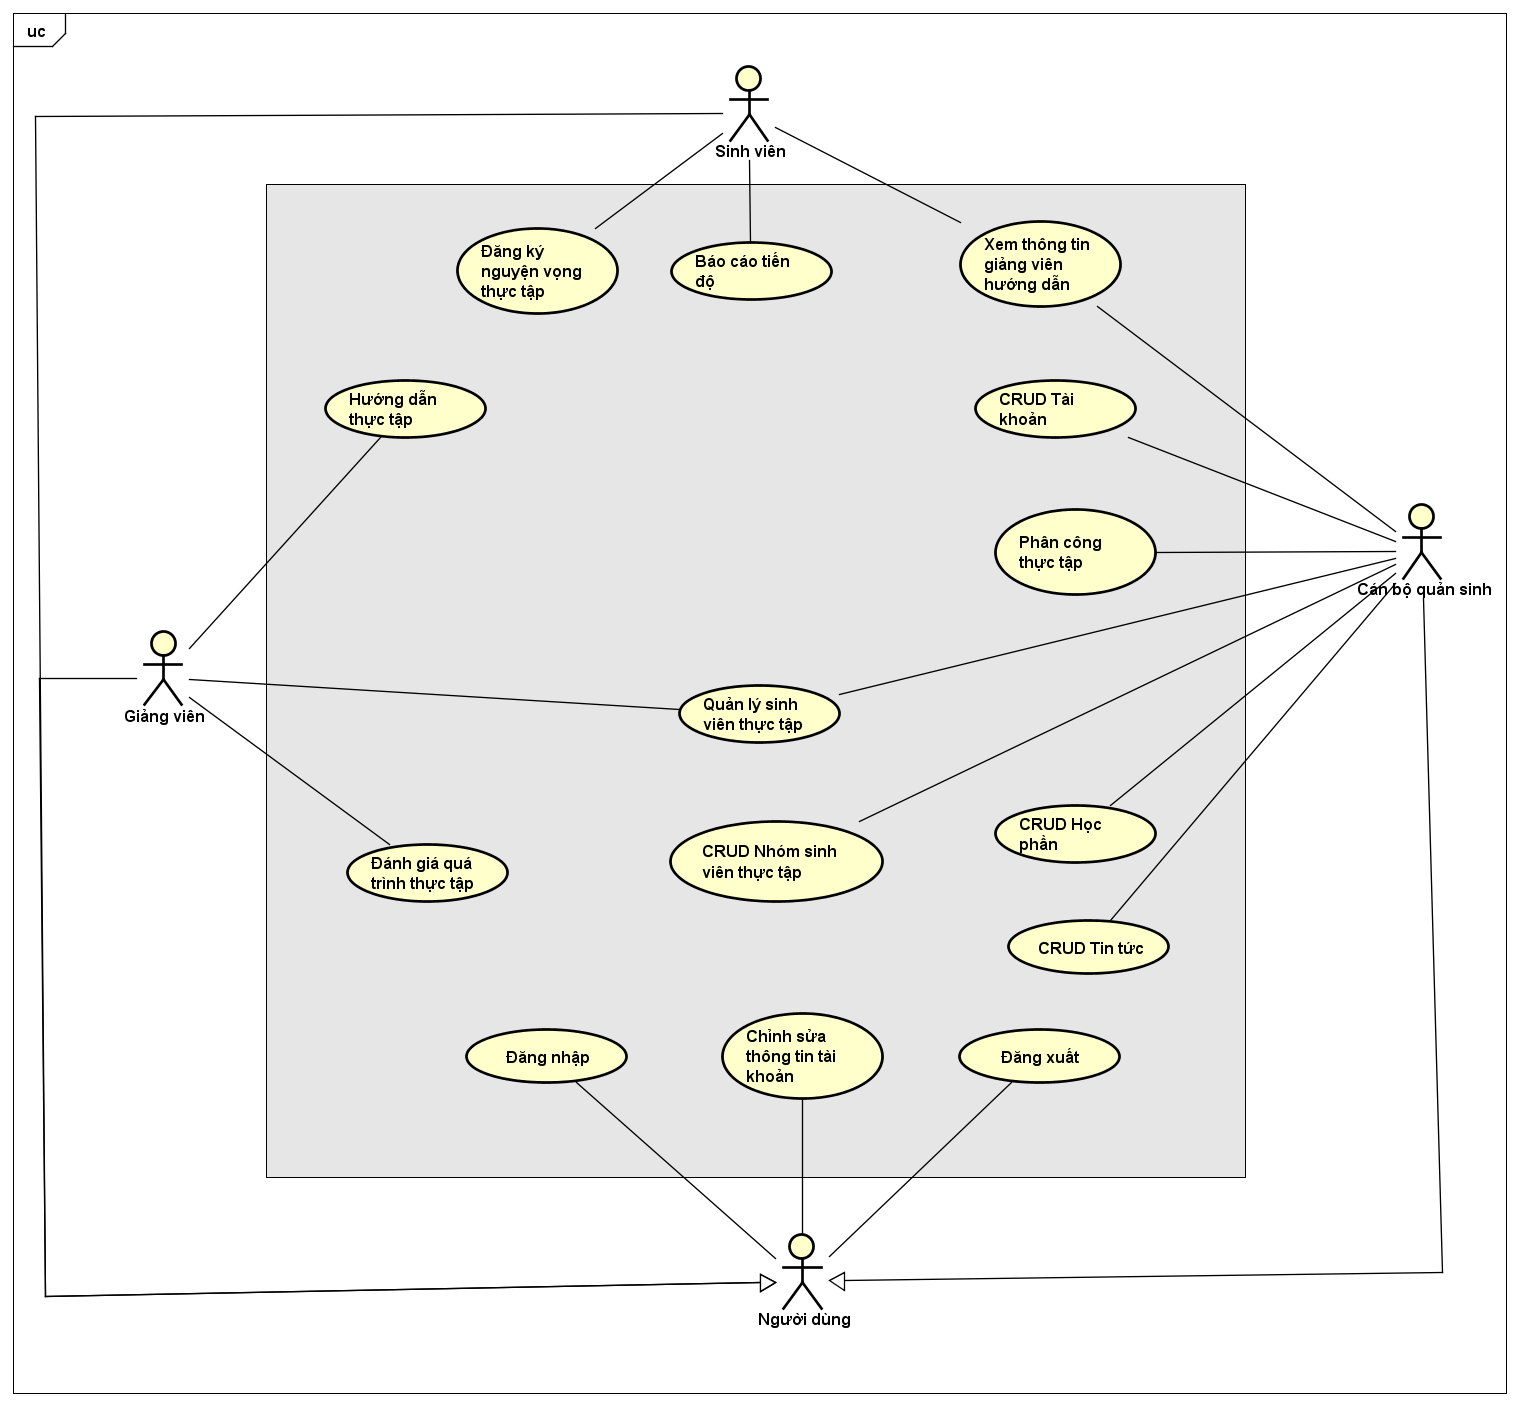 uc
Sinh viên
Đăng ký
nguyện vọng
thực tập
Báo cáo tiến
độ
Xem thông tin
giảng viên
hướng dẫn
Hướng dẫn
thực tập
CRUD Tài
khoản
Phân công
thực tập
Cán bộ quản sinh
Giảng viên
Quản lý sinh
viên thực tập
CRUD Nhóm sinh
viên thực tập
CRUD Học
phần
Đánh giá quá
trình thực tập
CRUD Tin tức
Đăng nhập
Chỉnh sửa
thông tin tài
khoản
Đăng xuất
Người dùng